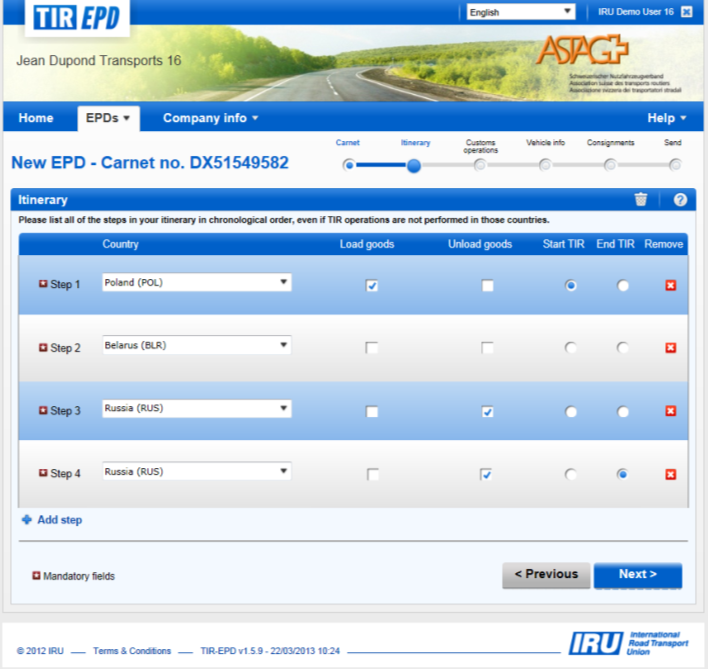 TIR EPD
English
IRU Demo User 16
Jean Dupond Transports 16
ASTAG
Schweizerischer Nutzfahrzeugverband
Association suisse des transports routiers
Associazione svizzera dei trasportatori stradali
Home
EPDs
Company info
Help
New EPD - Carnet no. DX51549582
Carnet
Itinerary
Customs operations
Vehicle info
Consignments
Send
Itinerary
?
Please list all of the steps in your itinerary in chronological order, even if TIR operations are not performed in those countries.
Country Load goods Unload goods Start TIR End TIR Remove
Step 1 Poland (POL)
Step 2 Belarus (BLR)
Step 3 Russia (RUS)
Step 4 Russia (RUS)
Add step
Mandatory fields
< Previous
Next >
© 2012 IRU
Terms & Conditions
TIR-EPD v1.5.9 - 22/03/2013 10:24
IRU
International
Road Transport
Union